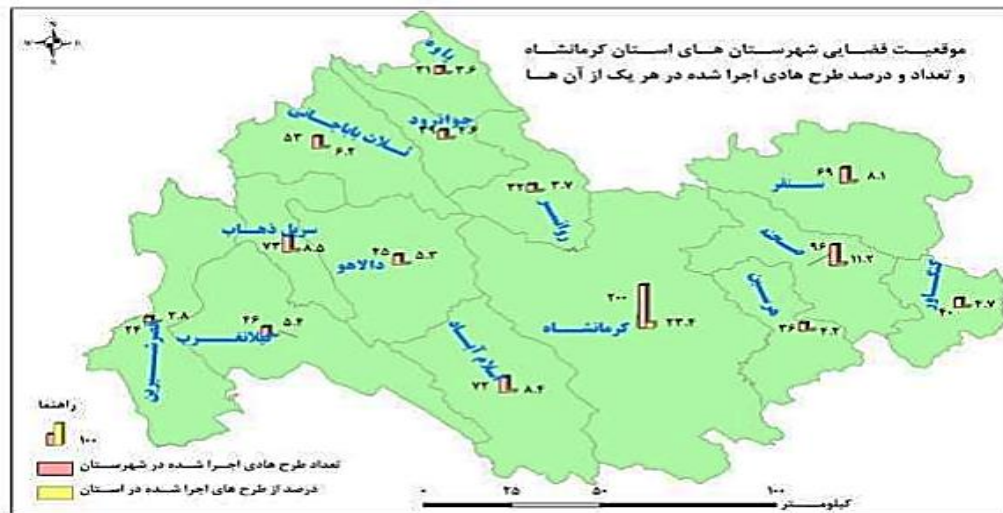 موقعیت فضایی شهرستان های استان کرمانشاه
و تعداد و درصد طرح هادی اجرا شده در هر یک از آن ها
پاوه
۳۱ ۳.۶
جوانرود
ثلاث باباجانی
۵۳ ۶.۲
روانسر
۳۲ ۳.۷
سنقر
۶۹ ۸.۱
صحنه
۹۶ ۱۱.۲
کنگاور
۴۰ ۴.۷
هرسین
۳۶ ۴.۲
سرپل ذهاب
۷۳ ۸.۵
دالاهو
۴۵ ۵.۳
کرمانشاه
۲۰۰ ۲۳.۴
۲۴ ۲.۸
گیلانغرب
۴۶ ۵.۴
اسلام آباد
۷۲ ۸.۴
راهنما
۱۰۰
تعداد طرح هادی اجرا شده در شهرستان
درصد از طرح های اجرا شده در استان
۰ 25 ۵۰ ۱۰۰
کیلومتر